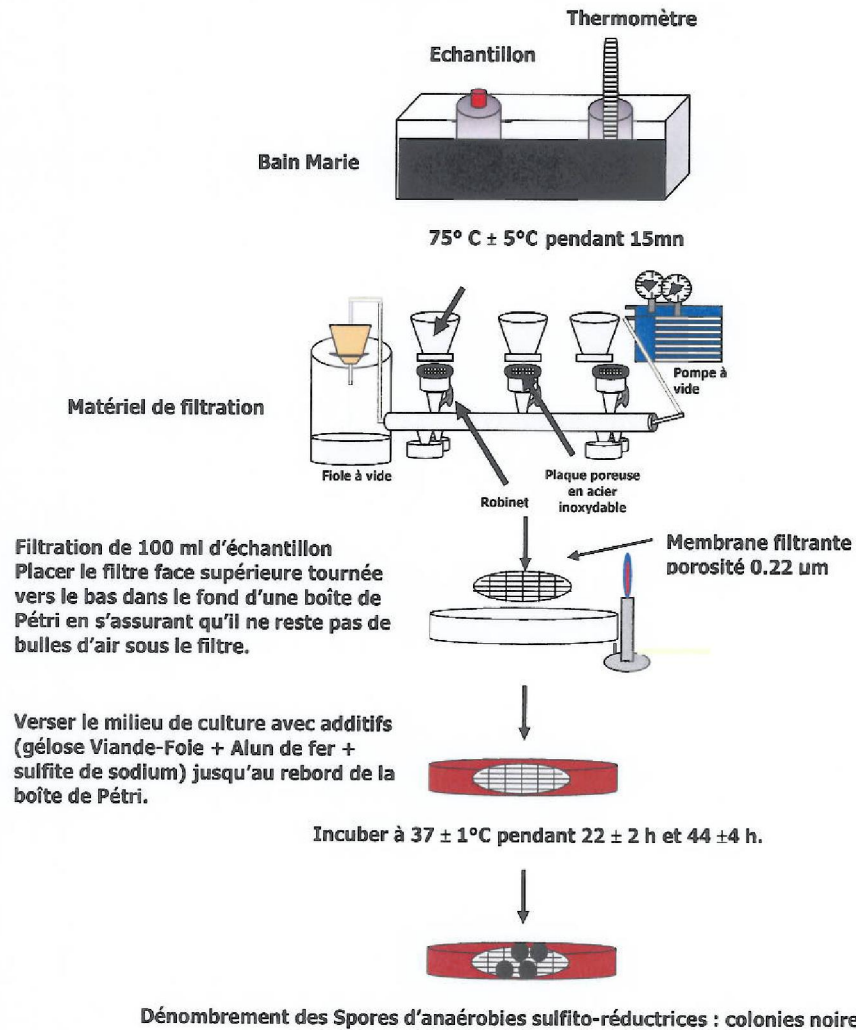 Thermomètre
Echantillon
Bain Marie
75° C ± 5°C pendant 15mn
Pompe à
vide
Matériel de filtration
Fiole à vide
Robinet
Plaque poreuse
en acier
inoxydable
Filtration de 100 ml d'échantillon
Placer le filtre face supérieure tournée
vers le bas dans le fond d'une boîte de
Pétri en s'assurant qu'il ne reste pas de
bulles d'air sous le filtre.
Membrane filtrante
porosité 0.22 µm
Verser le milieu de culture avec additifs
(gélose Viande-Foie + Alun de fer +
sulfite de sodium) jusqu'au rebord de la
boîte de Pétri.
Incuber à 37 ± 1°C pendant 22 ± 2 h et 44 ±4 h.
Dénombrement des Spores d'anaérobies sulfito-réductrices : colonies noire